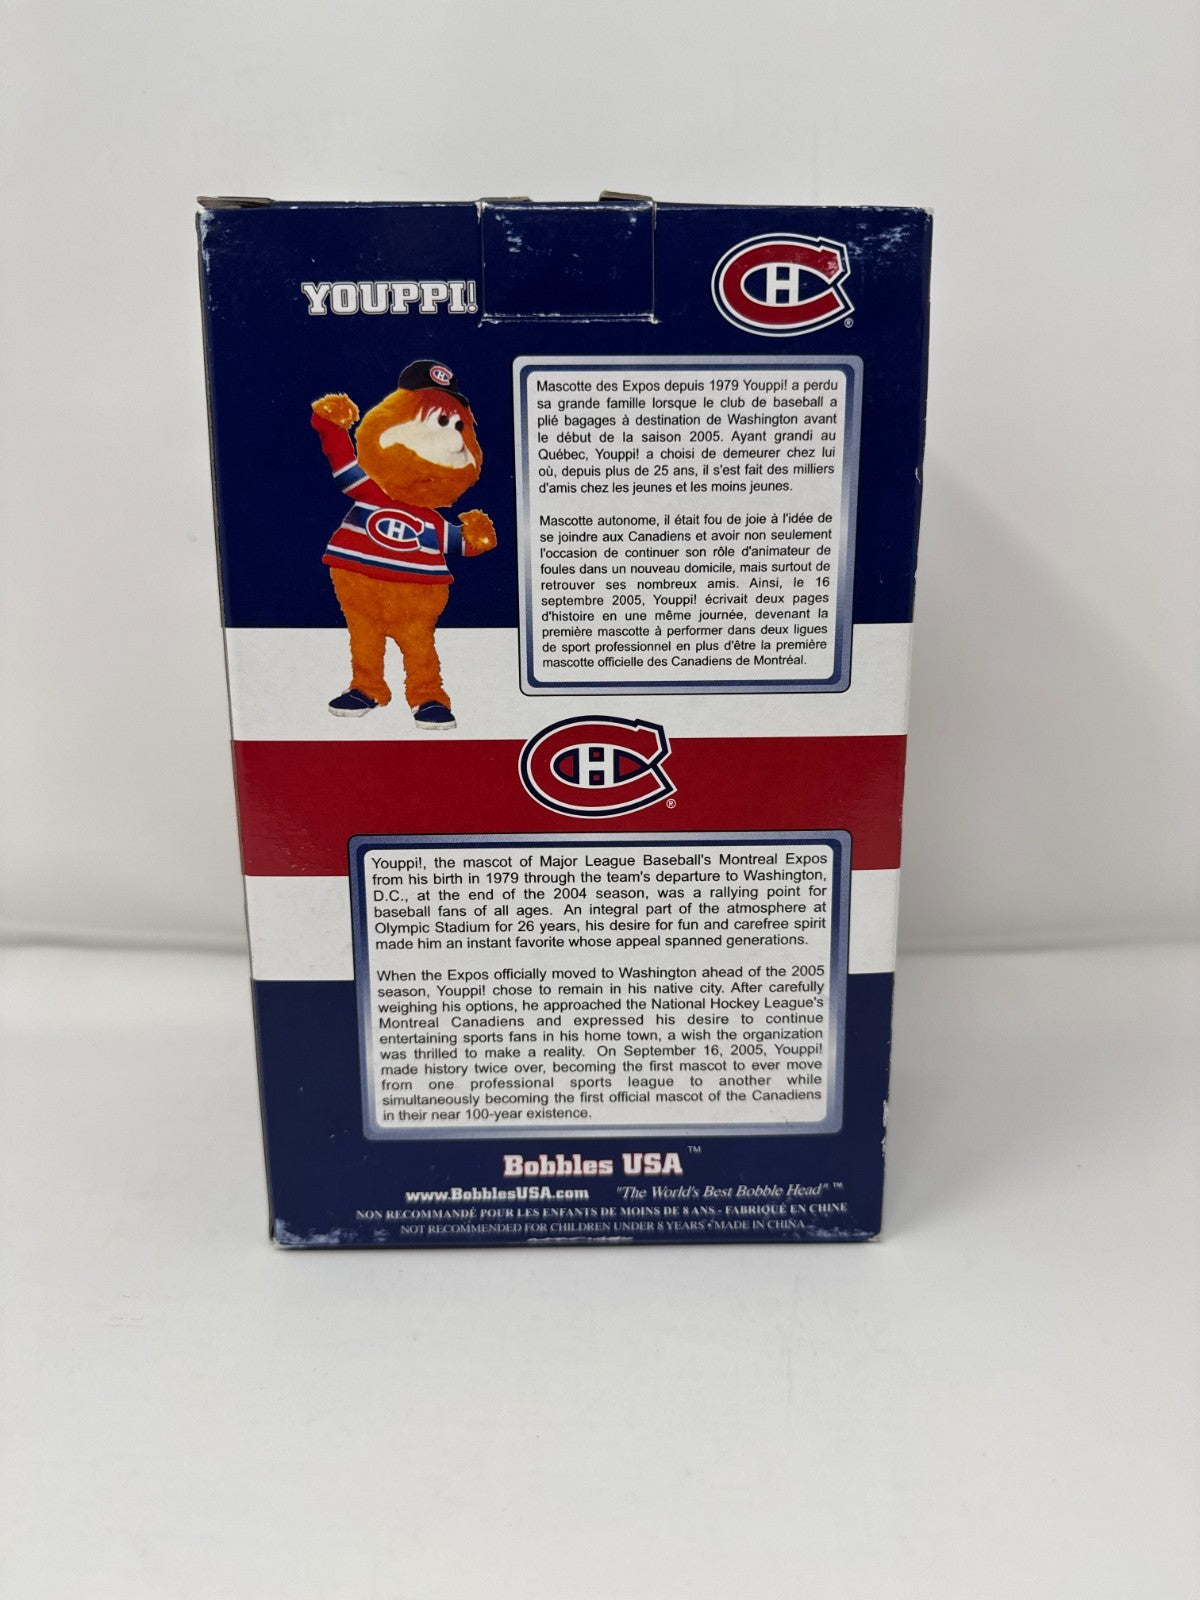 YOUPPI!
CH
®
CH
CH
Mascotte des Expos depuis 1979 Youppi! a perdu
sa grande famille lorsque le club de baseball a
plié bagages à destination de Washington avant
le début de la saison 2005. Ayant grandi au
Québec, Youppi! a choisi de demeurer chez lui
où, depuis plus de 25 ans, il s'est fait des milliers
d'amis chez les jeunes et les moins jeunes.
Mascotte autonome, il était fou de joie à l'idée de
se joindre aux Canadiens et avoir non seulement
l'occasion de continuer son rôle d'animateur de
foules dans un nouveau domicile, mais surtout de
retrouver ses nombreux amis. Ainsi, le 16
septembre 2005, Youppi! écrivait deux pages
d'histoire en une même journée, devenant la
première mascotte à performer dans deux ligues
de sport professionnel en plus d'être la première
mascotte officielle des Canadiens de Montréal.
CH
®
Youppi!, the mascot of Major League Baseball's Montreal Expos
from his birth in 1979 through the team's departure to Washington,
D.C., at the end of the 2004 season, was a rallying point for
baseball fans of all ages. An integral part of the atmosphere at
Olympic Stadium for 26 years, his desire for fun and carefree spirit
made him an instant favorite whose appeal spanned generations.
When the Expos officially moved to Washington ahead of the 2005
season, Youppi! chose to remain in his native city. After carefully
weighing his options, he approached the National Hockey League's
Montreal Canadiens and expressed his desire to continue
entertaining sports fans in his home town, a wish the organization
was thrilled to make a reality. On September 16, 2005, Youppi!
made history twice over, becoming the first mascot to ever move
from one professional sports league to another while
simultaneously becoming the first official mascot of the Canadiens
in their near 100-year existence.
Bobbles USA ™
www.BobblesUSA.com "The World's Best Bobble Head" ™
NON RECOMMANDÉ POUR LES ENFANTS DE MOINS DE 8 ANS - FABRIQUÉ EN CHINE
NOT RECOMMENDED FOR CHILDREN UNDER 8 YEARS • MADE IN CHINA